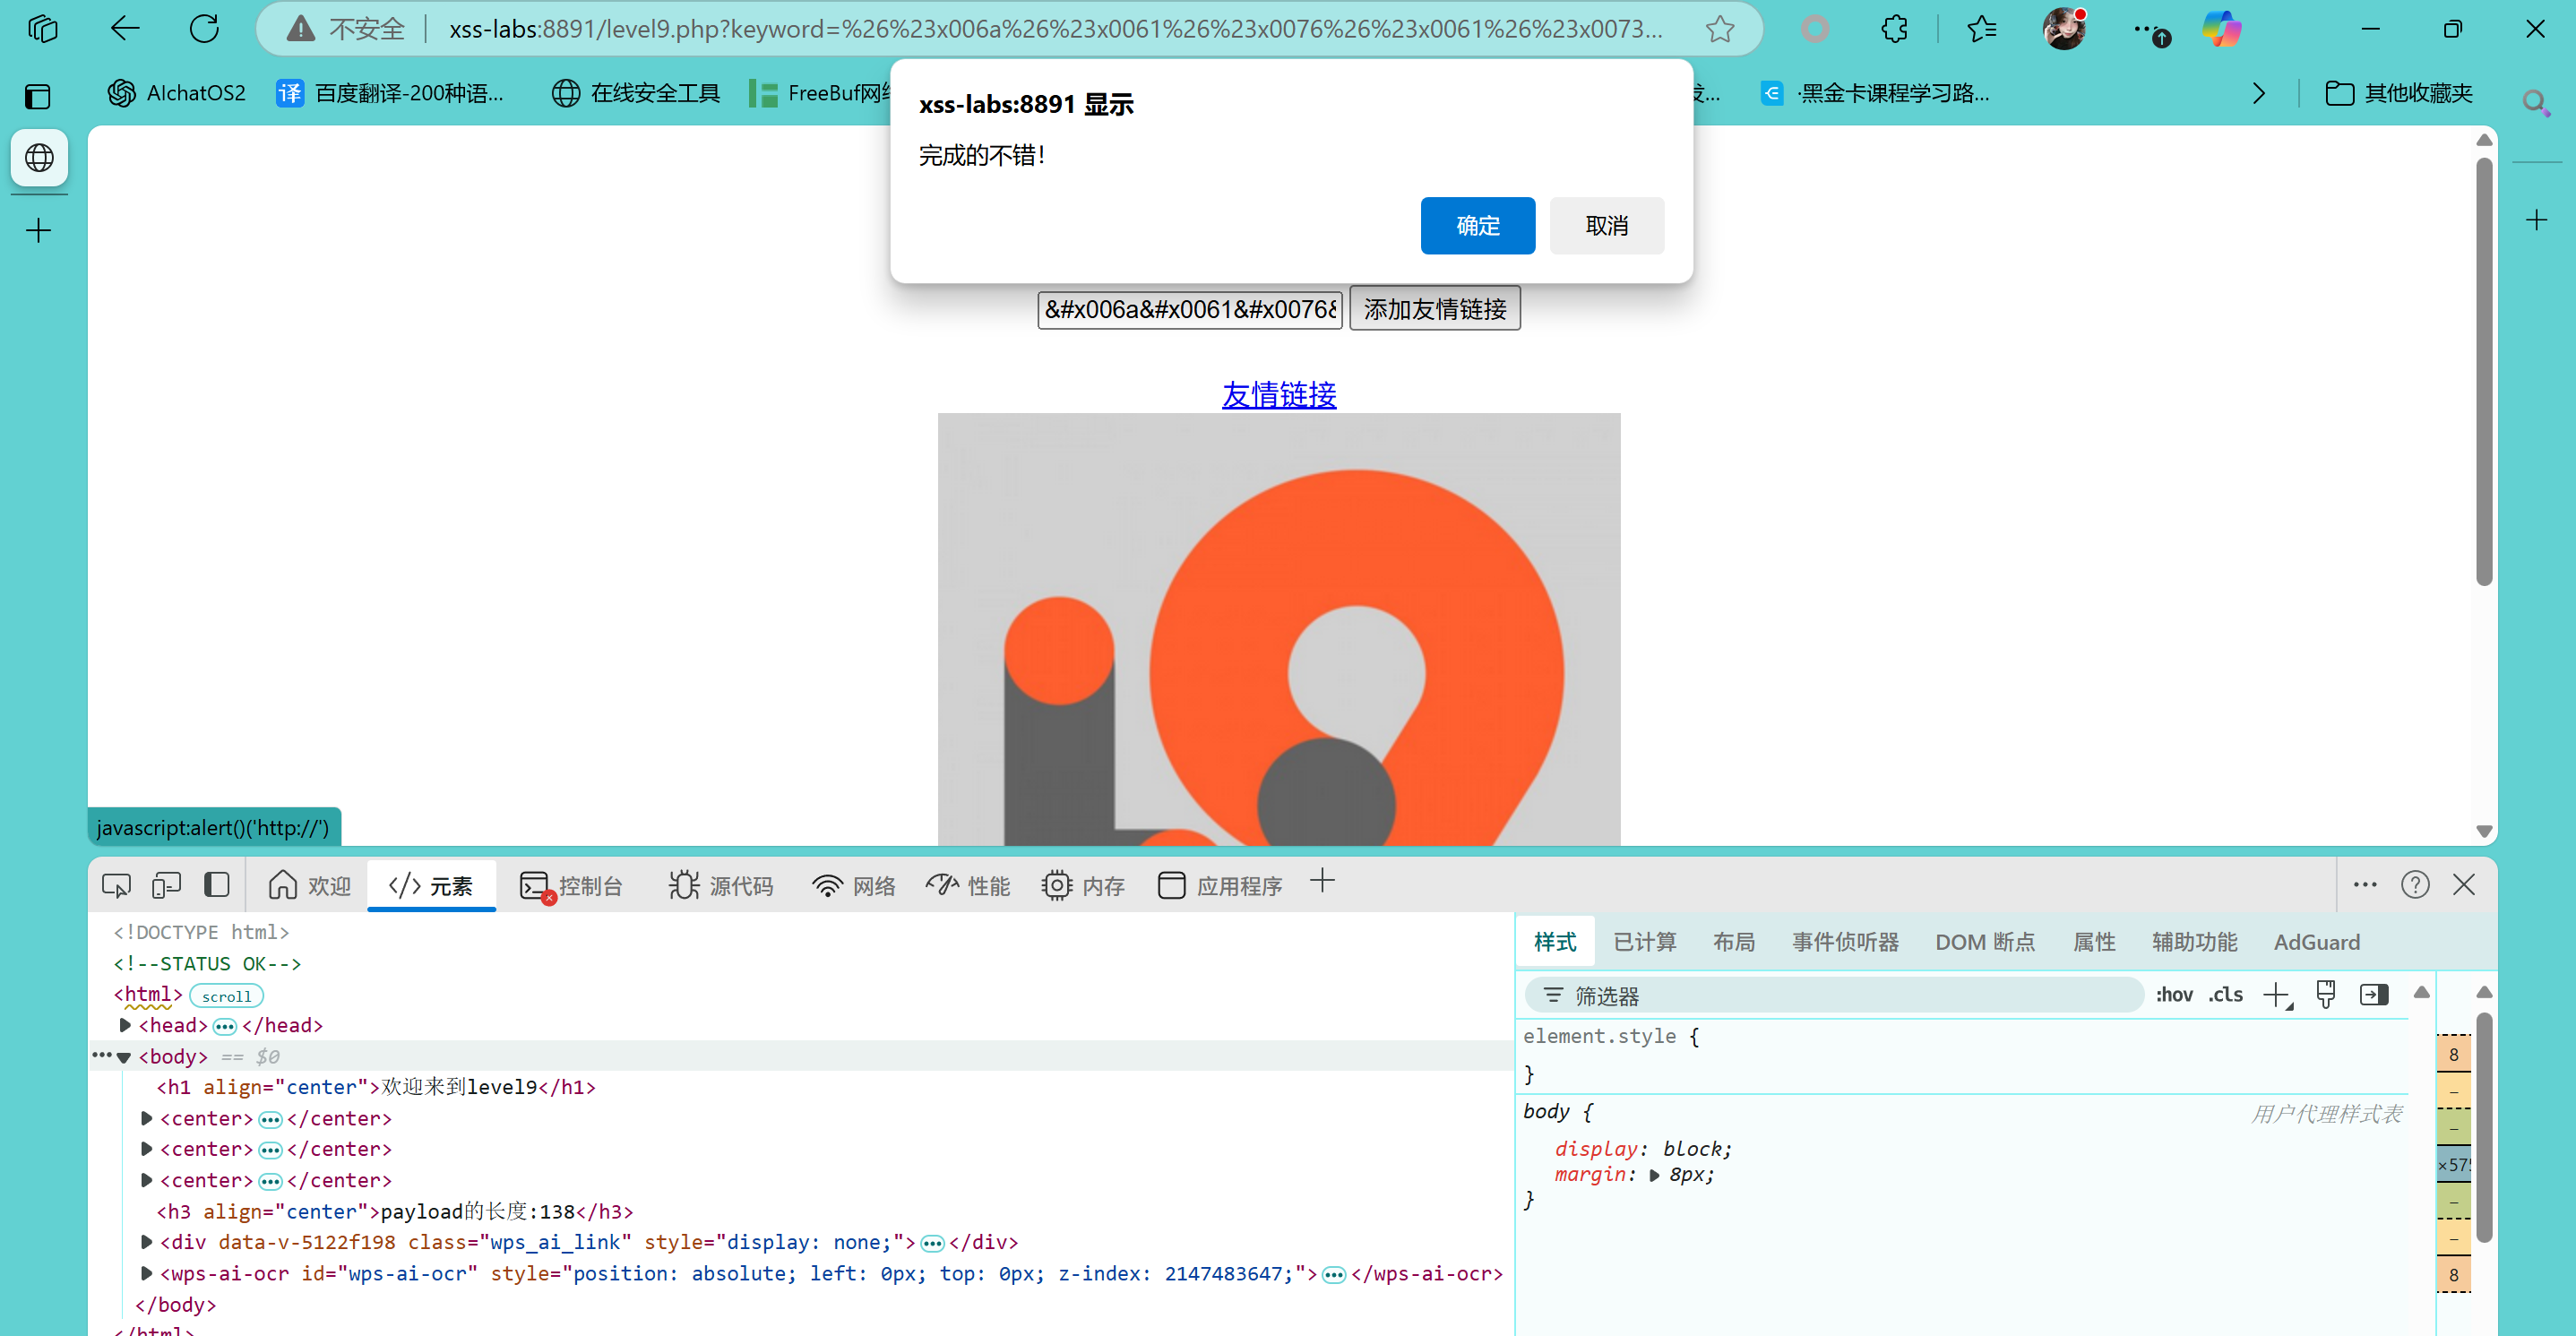 不安全 xss-labs:8891/level9.php?keyword=%26%23x006a%26%23x0061%26%23x0076%26%23x0061%26%23x0073...
AIchatOS2 译 百度翻译-200种语... 在线安全工具 FreeBuf网络 ·黑金卡课程学习路... 其他收藏夹
xss-labs:8891 显示
完成的不错！
确定 取消
&#x006a&#x0061&#x0076& 添加友情链接
友情链接
javascript:alert()('http://')
欢迎 </> 元素 控制台 源代码 网络 性能 内存 应用程序
<!DOCTYPE html>
<!--STATUS OK-->
<html> scroll
<head> ••• </head>
••• <body> == $0
<h1 align="center">欢迎来到level9</h1>
<center> ••• </center>
<center> ••• </center>
<center> ••• </center>
<h3 align="center">payload的长度:138</h3>
<div data-v-5122f198 class="wps_ai_link" style="display: none;"> ••• </div>
<wps-ai-ocr id="wps-ai-ocr" style="position: absolute; left: 0px; top: 0px; z-index: 2147483647;"> ••• </wps-ai-ocr>
</body>
</html>
样式 已计算 布局 事件侦听器 DOM 断点 属性 辅助功能 AdGuard
筛选器 :hov .cls
element.style {
}
body { 用户代理样式表
display: block;
margin: 8px;
}
8
–
–
×575
–
–
8